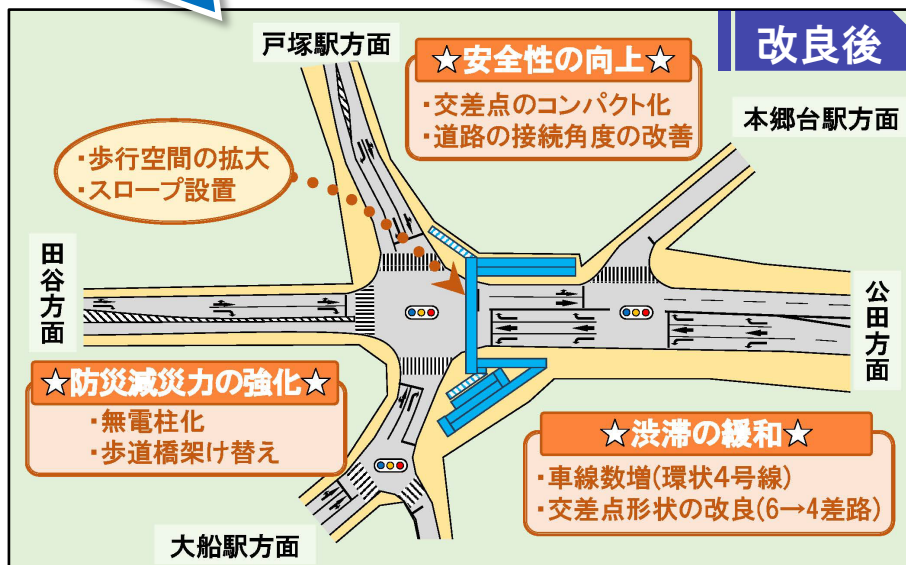 改良後
戸塚駅方面
☆安全性の向上☆
・交差点のコンパクト化
・道路の接続角度の改善
本郷台駅方面
・歩行空間の拡大
・スロープ設置
田谷方面
公田方面
☆防災減災力の強化☆
・無電柱化
・歩道橋架け替え
☆渋滞の緩和☆
・車線数増(環状4号線)
・交差点形状の改良(6→4差路)
大船駅方面